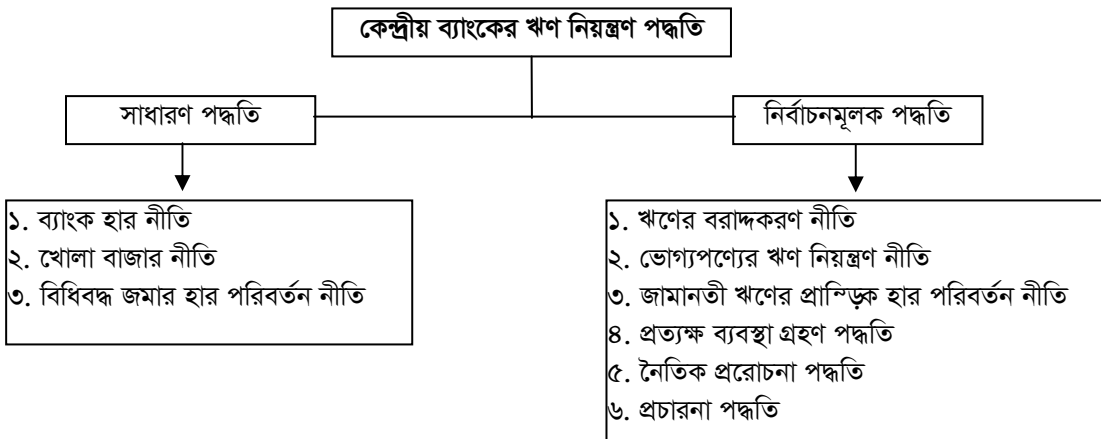 কেন্দ্রীয় ব্যাংকের ঋণ নিয়ন্ত্রণ পদ্ধতি
সাধারণ পদ্ধতি
নির্বাচনমূলক পদ্ধতি
১. ব্যাংক হার নীতি
২. খোলা বাজার নীতি
৩. বিধিবদ্ধ জমার হার পরিবর্তন নীতি
১. ঋণের বরাদ্দকরণ নীতি
২. ভোগ্যপণ্যের ঋণ নিয়ন্ত্রণ নীতি
৩. জামানতী ঋণের প্রান্ড়িক হার পরিবর্তন নীতি
৪. প্রত্যক্ষ ব্যবস্থা গ্রহণ পদ্ধতি
৫. নৈতিক প্ররোচনা পদ্ধতি
৬. প্রচারনা পদ্ধতি